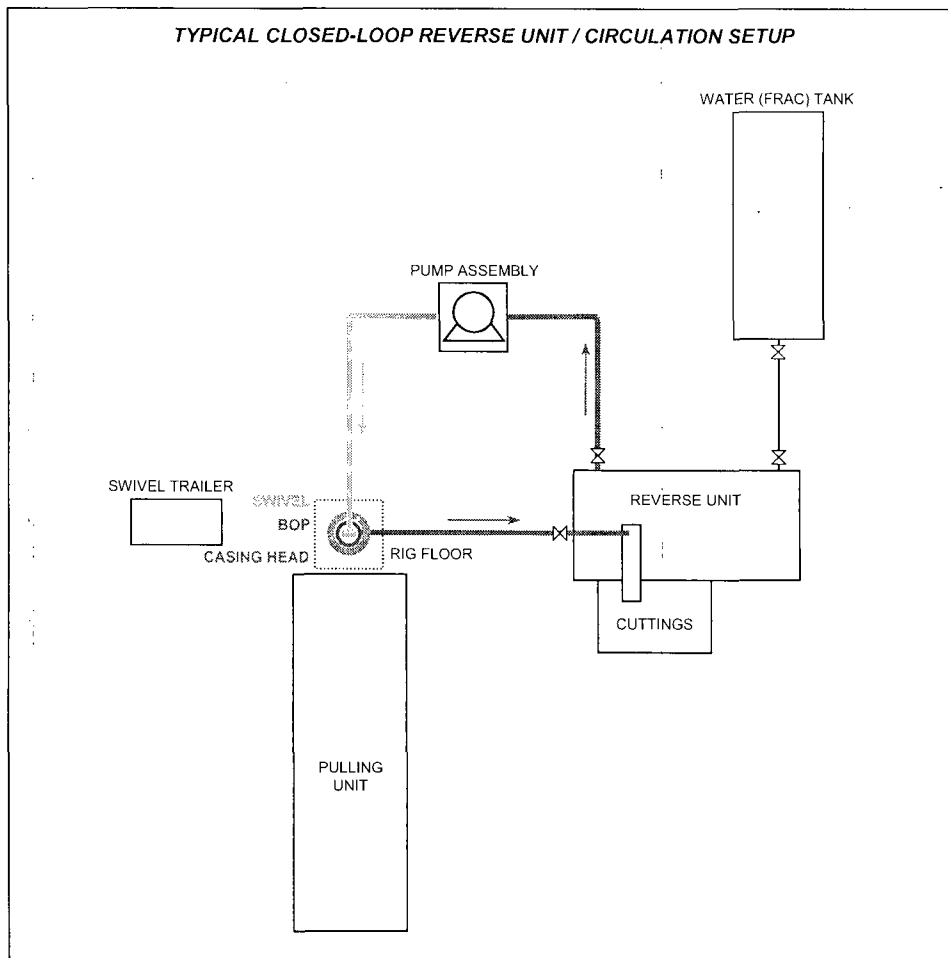 TYPICAL CLOSED-LOOP REVERSE UNIT / CIRCULATION SETUP
WATER (FRAC) TANK
PUMP ASSEMBLY
SWIVEL TRAILER
SWIVEL
BOP
CASING HEAD
RIG FLOOR
REVERSE UNIT
CUTTINGS
PULLING
UNIT